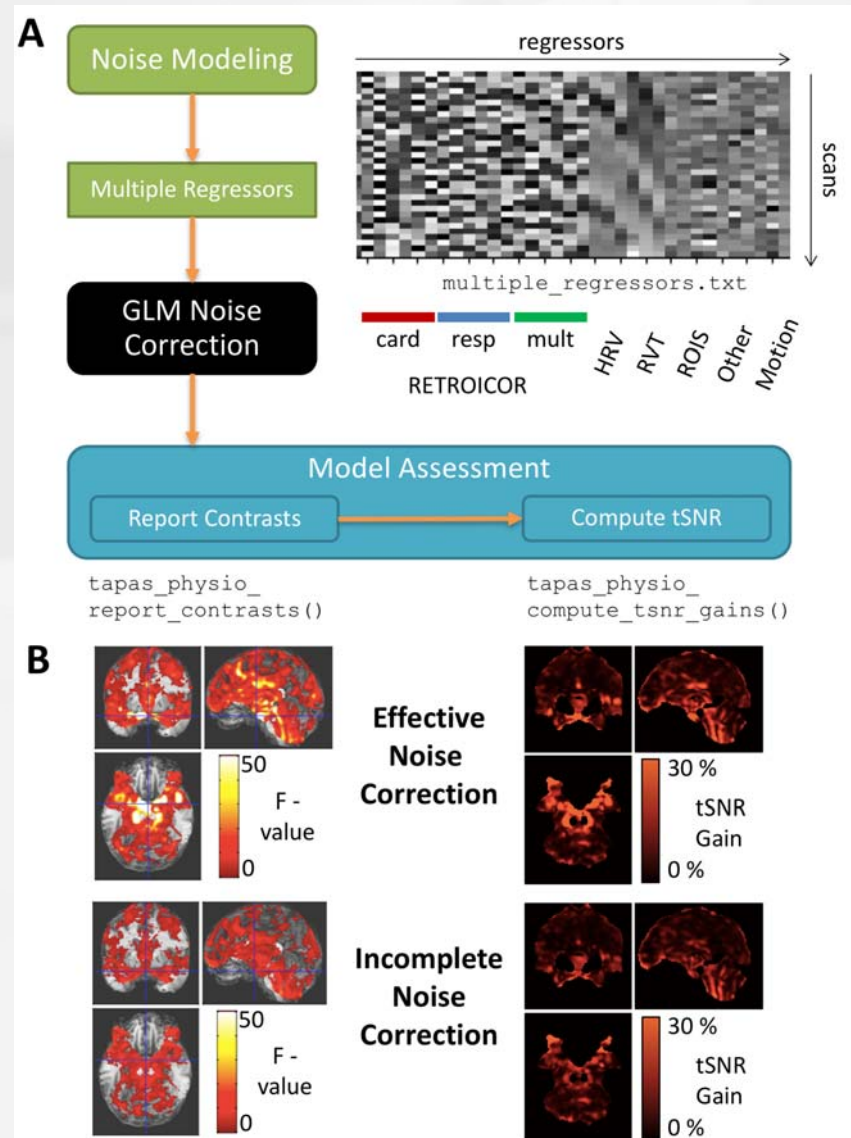 A
Noise Modeling
Multiple Regressors
GLM Noise
Correction
regressors
scans
multiple_regressors.txt
card
resp
mult
HRV
RVT
ROIS
Other
Motion
RETROICOR
Model Assessment
Report Contrasts
Compute tSNR
tapas_physio_
report_contrasts()
tapas_physio_
compute_tsnr_gains()
B
50
F -
value
0
Effective
Noise
Correction
30 %
tSNR
Gain
0 %
50
F -
value
0
Incomplete
Noise
Correction
30 %
tSNR
Gain
0 %